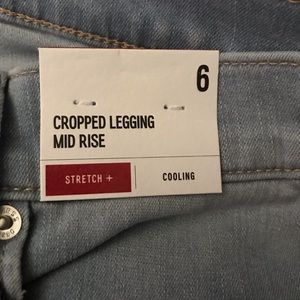 6
CROPPED LEGGING
MID RISE
STRETCH +
COOLING